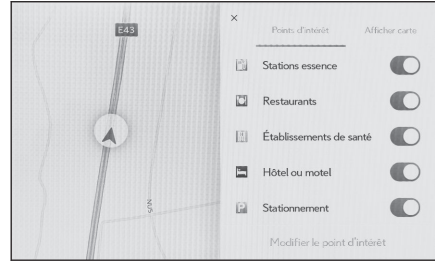 E43
×
Points d'intérêt
Afficher carte
Stations essence
Restaurants
Établissements de santé
Hôtel ou motel
Stationnement
Modifier le point d'intérêt